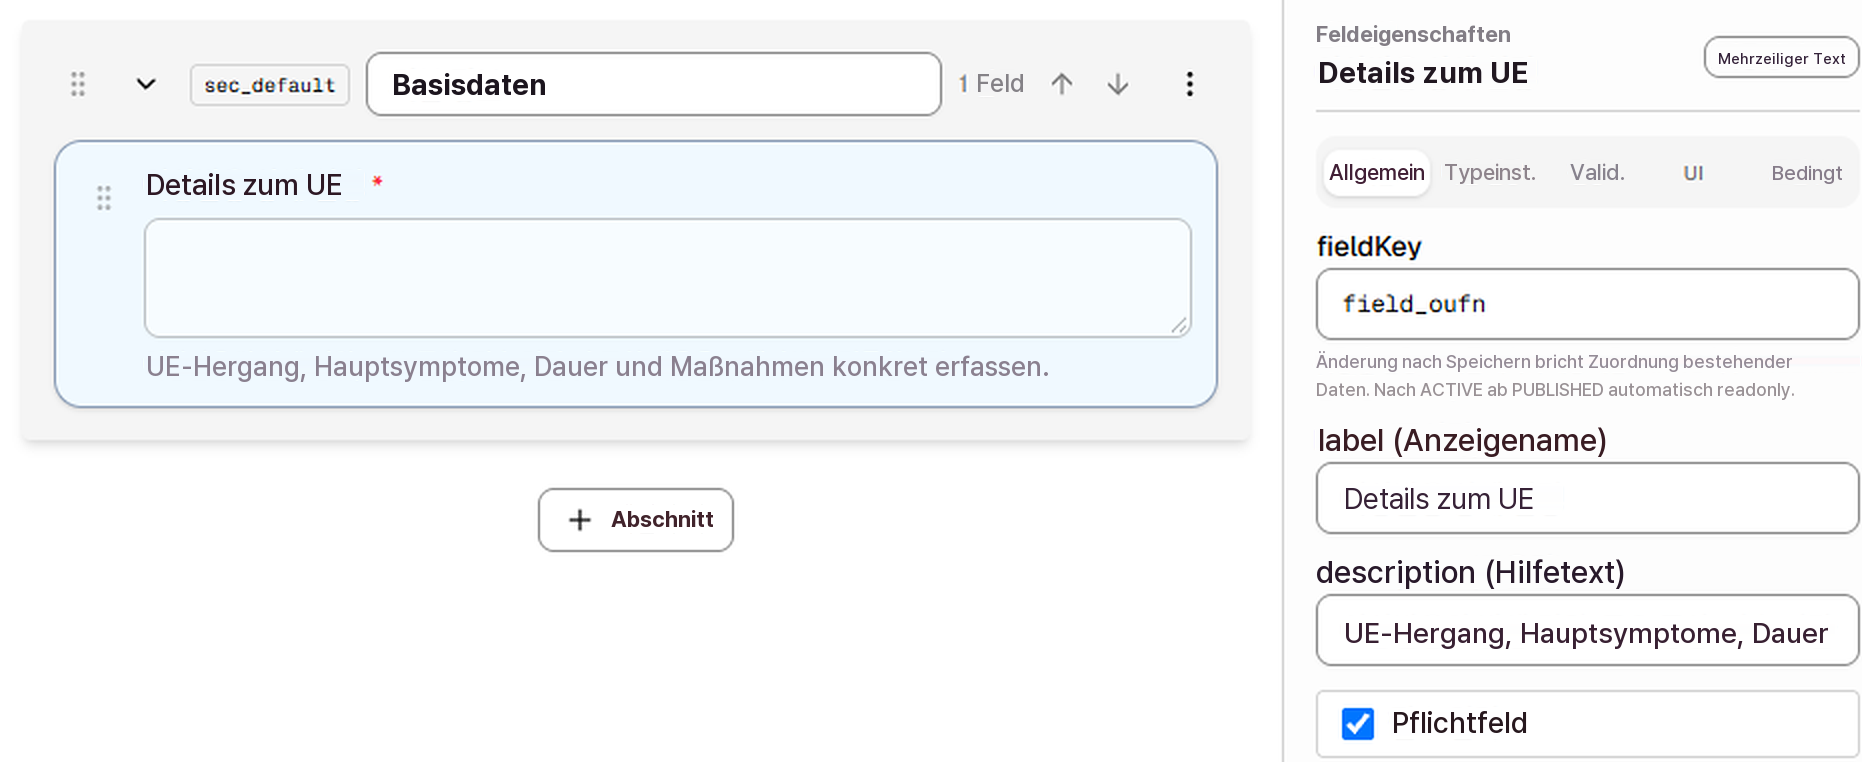 sec_default
Basisdaten
1 Feld
Details zum UE *
UE-Hergang, Hauptsymptome, Dauer und Maßnahmen konkret erfassen.
Abschnitt
Feldeigenschaften
Details zum UE
Mehrzeiliger Text
Allgemein Typeinst. Valid. UI Bedingt
fieldKey
field_oufn
Änderung nach Speichern bricht Zuordnung bestehender
Daten. Nach ACTIVE ab PUBLISHED automatisch readonly.
label (Anzeigename)
Details zum UE
description (Hilfetext)
UE-Hergang, Hauptsymptome, Dauer
Pflichtfeld